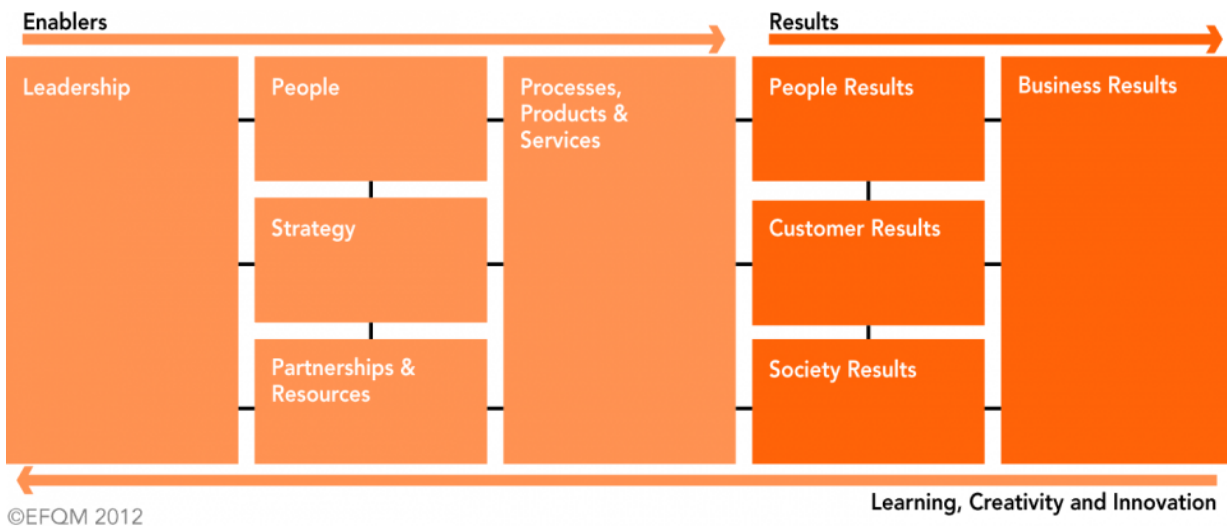 Enablers
Results
Leadership
People
Processes,
Products &
Services
People Results
Business Results
Strategy
Customer Results
Partnerships &
Resources
Society Results
Learning, Creativity and Innovation
©EFQM 2012